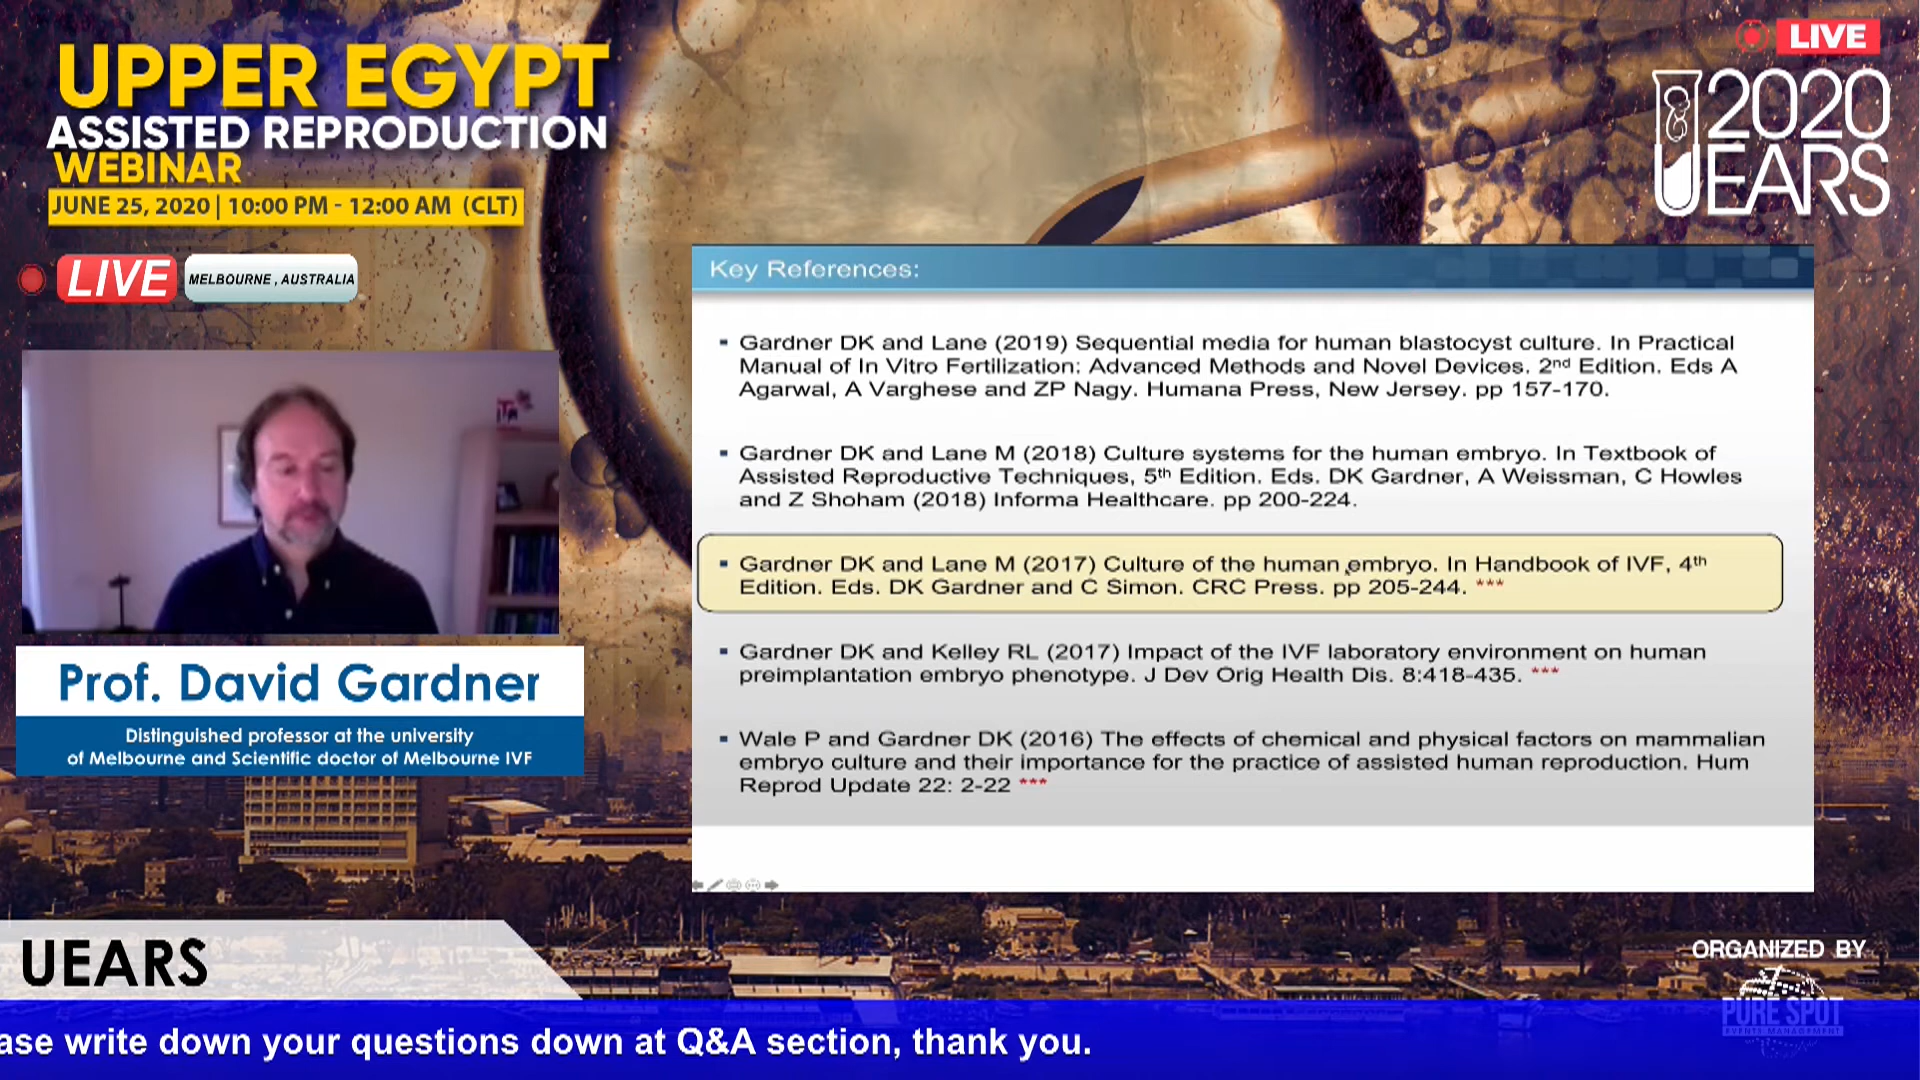 UPPER EGYPT
ASSISTED REPRODUCTION
WEBINAR
JUNE 25, 2020 | 10:00 PM - 12:00 AM (CLT)
LIVE
2020
UEARS
LIVE
MELBOURNE , AUSTRALIA
Key References:
▪ Gardner DK and Lane (2019) Sequential media for human blastocyst culture. In Practical
Manual of In Vitro Fertilization: Advanced Methods and Novel Devices. 2nd Edition. Eds A
Agarwal, A Varghese and ZP Nagy. Humana Press, New Jersey. pp 157-170.
▪ Gardner DK and Lane M (2018) Culture systems for the human embryo. In Textbook of
Assisted Reproductive Techniques, 5th Edition. Eds. DK Gardner, A Weissman, C Howles
and Z Shoham (2018) Informa Healthcare. pp 200-224.
▪ Gardner DK and Lane M (2017) Culture of the human embryo. In Handbook of IVF, 4th
Edition. Eds. DK Gardner and C Simon. CRC Press. pp 205-244. ***
▪ Gardner DK and Kelley RL (2017) Impact of the IVF laboratory environment on human
preimplantation embryo phenotype. J Dev Orig Health Dis. 8:418-435. ***
▪ Wale P and Gardner DK (2016) The effects of chemical and physical factors on mammalian
embryo culture and their importance for the practice of assisted human reproduction. Hum
Reprod Update 22: 2-22 ***
Prof. David Gardner
Distinguished professor at the university
of Melbourne and Scientific doctor of Melbourne IVF
UEARS
ORGANIZED BY
PURE SPOT
EVENTS MANAGEMENT
ase write down your questions down at Q&A section, thank you.